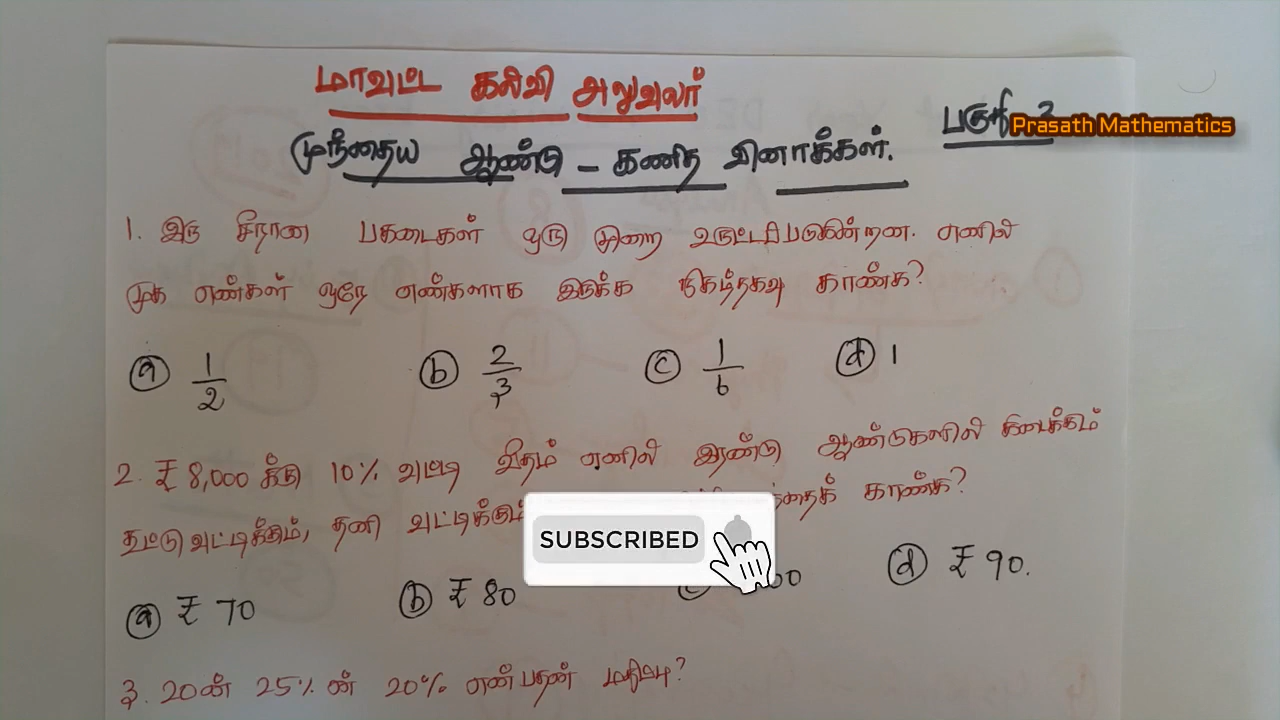 மாவட்ட கல்வி அலுவலர்
முந்தைய ஆண்டு – கணித வினாக்கள்.
பகுதி
Prasath Mathematics
1. இரு சீரான பகடைகள் ஒரு முறை உருட்டப்படுகின்றன. எனில்
முக எண்கள் ஒரே எண்களாக இருக்க நிகழ்தகவு காண்க?
ⓐ 1/2 ⓑ 2/3 ⓒ 1/6 ⓓ 1
2. ₹ 8,000 க்கு 10% வட்டி வீதம் எனில் இரண்டு ஆண்டுகளில் கிடைக்கும்
கூட்டு வட்டிக்கும், தனி வட்டிக்கும் காண்க?
SUBSCRIBED
ⓐ ₹ 70 ⓑ ₹ 80 ⓓ ₹ 90.
3. 20ன் 25% ன் 20% என்பதன் மதிப்பு?